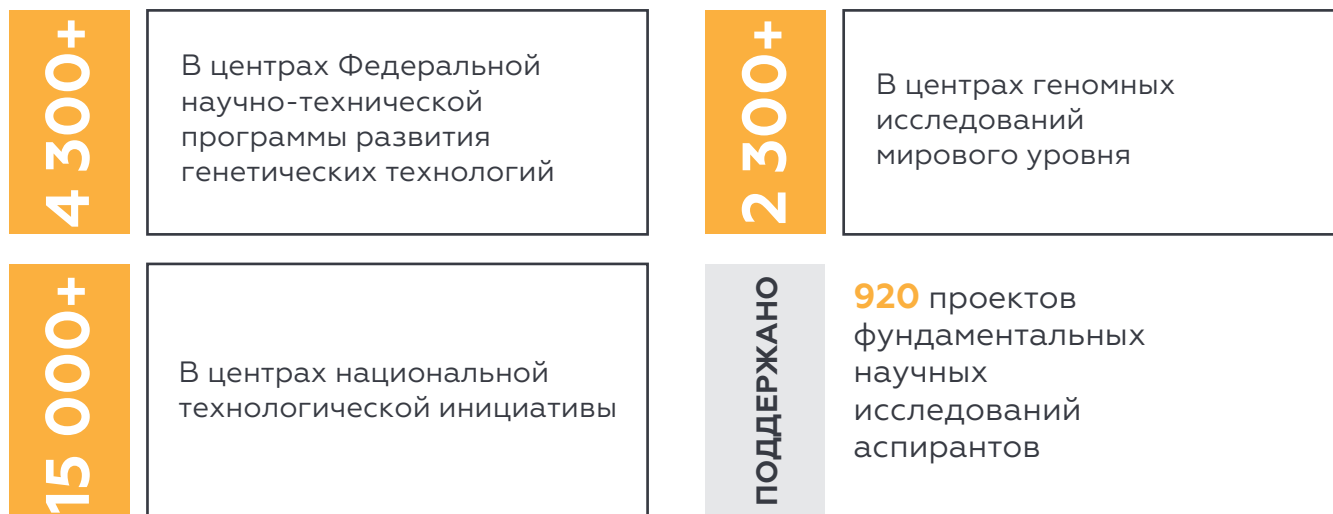 4 300+
В центрах Федеральной
научно-технической
программы развития
генетических технологий
2 300+
В центрах геномных
исследований
мирового уровня
15 000+
В центрах национальной
технологической инициативы
ПОДДЕРЖАНО
920 проектов
фундаментальных
научных
исследований
аспирантов